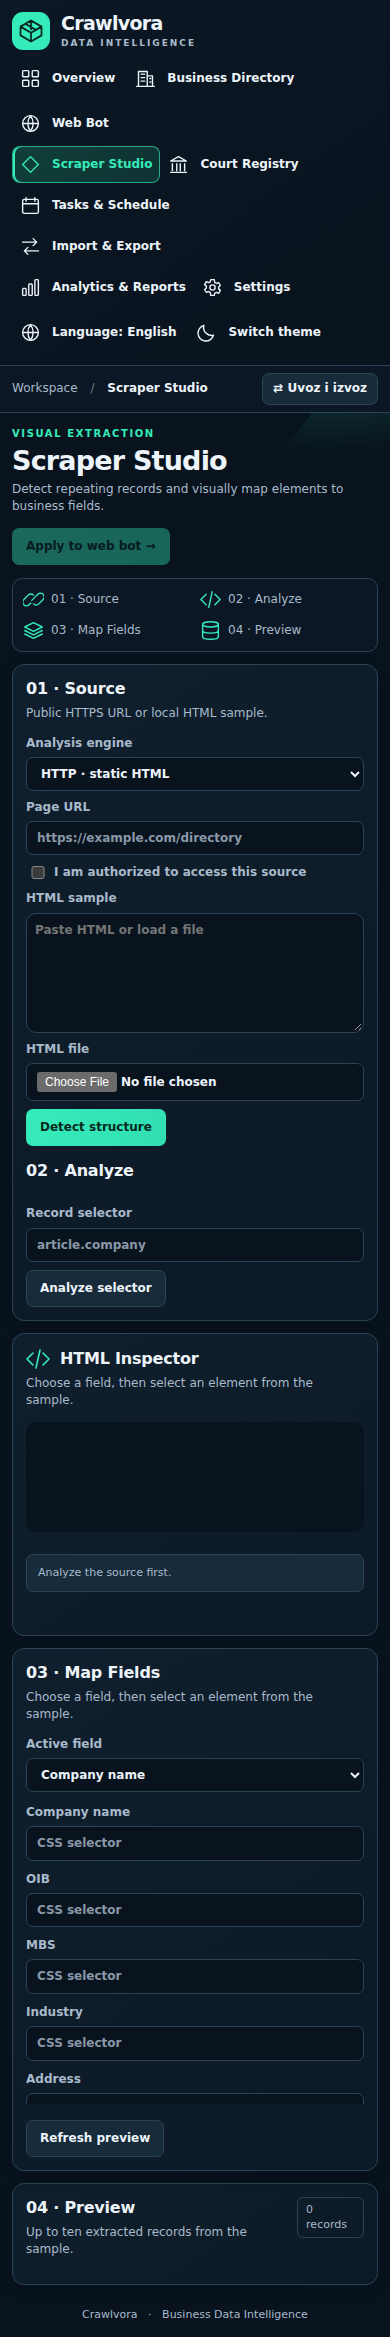 Crawlvora
DATA INTELLIGENCE
Overview
Business Directory
Web Bot
Scraper Studio
Court Registry
Tasks & Schedule
Import & Export
Analytics & Reports
Settings
Language: English
Switch theme
Workspace / Scraper Studio
⇄ Uvoz i izvoz
VISUAL EXTRACTION
Scraper Studio
Detect repeating records and visually map elements to
business fields.
Apply to web bot →
01 · Source
02 · Analyze
03 · Map Fields
04 · Preview
01 · Source
Public HTTPS URL or local HTML sample.
Analysis engine
HTTP · static HTML
Page URL
https://example.com/directory
I am authorized to access this source
HTML sample
Paste HTML or load a file
HTML file
Choose File No file chosen
Detect structure
02 · Analyze
Record selector
article.company
Analyze selector
HTML Inspector
Choose a field, then select an element from the
sample.
Analyze the source first.
03 · Map Fields
Choose a field, then select an element from the
sample.
Active field
Company name
Company name
CSS selector
OIB
CSS selector
MBS
CSS selector
Industry
CSS selector
Address
Refresh preview
04 · Preview
Up to ten extracted records from the
sample.
0
records
Crawlvora · Business Data Intelligence